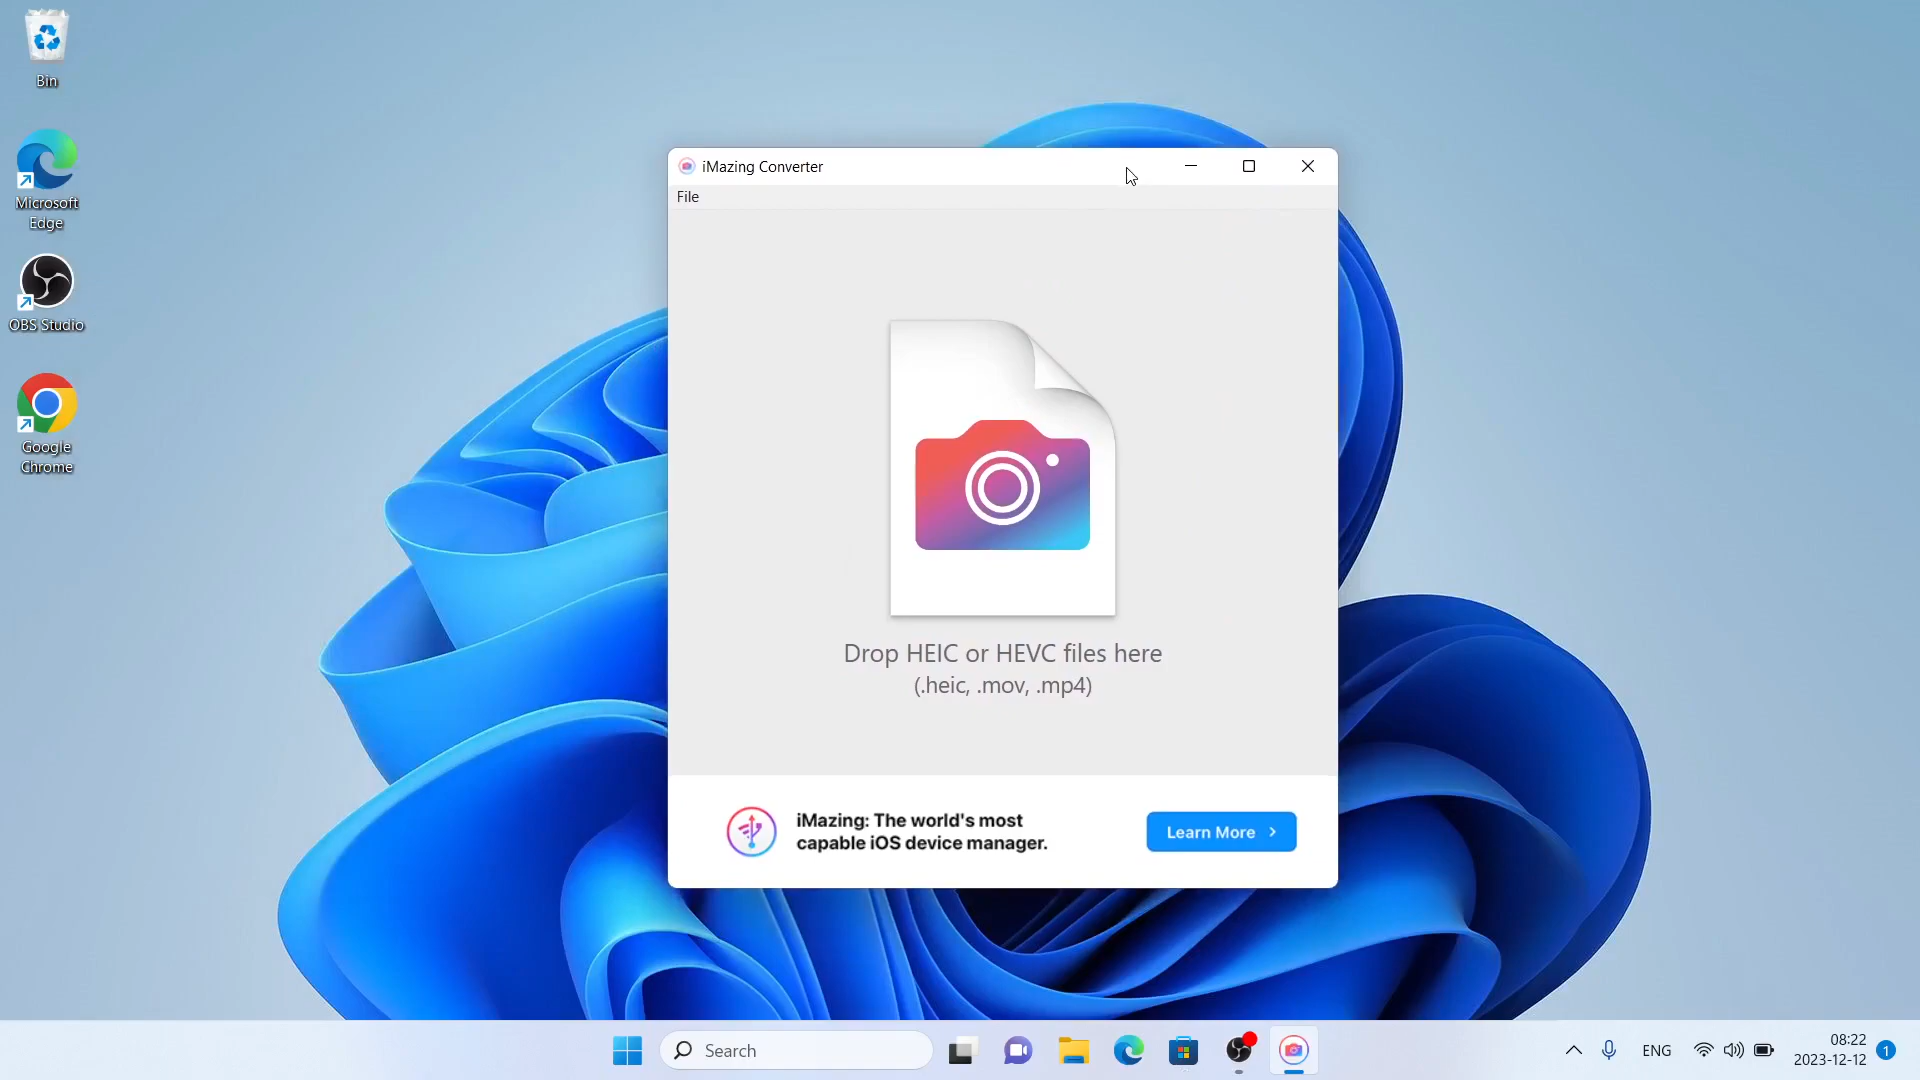 Bin
Microsoft
Edge
OBS Studio
Google
Chrome
iMazing Converter
File
Drop HEIC or HEVC files here
(.heic, .mov, .mp4)
iMazing: The world's most
capable iOS device manager.
Learn More
Search
ENG
08:22
2023-12-12
1